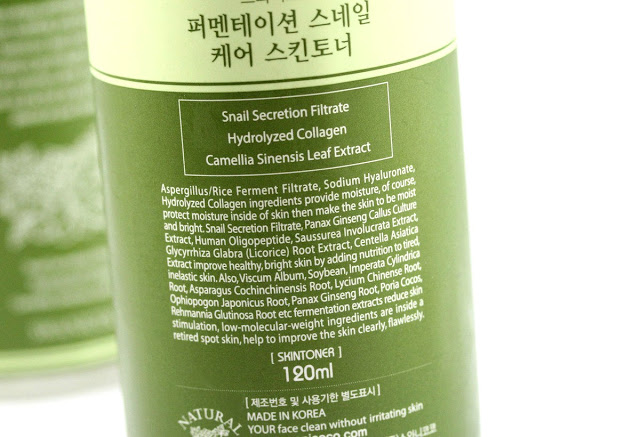 퍼멘테이션 스네일
케어 스킨토너
Snail Secretion Filtrate
Hydrolyzed Collagen
Camellia Sinensis Leaf Extract
Aspergillus/Rice Ferment Filtrate, Sodium Hyaluronate,
Hydrolyzed Collagen ingredients provide moisture, of course,
protect moisture inside of skin then make the skin to be moist
and bright. Snail Secretion Filtrate, Panax Ginseng Callus Culture
Extract, Human Oligopeptide, Saussurea Involucrata Extract,
Glycyrrhiza Glabra (Licorice) Root Extract, Centella Asiatica
Extract improve healthy, bright skin by adding nutrition to tired,
inelastic skin. Also, Viscum Album, Soybean, Imperata Cylindrica
Root, Asparagus Cochinchinensis Root, Lycium Chinense Root,
Ophiopogon Japonicus Root, Panax Ginseng Root, Poria Cocos,
Rehmannia Glutinosa Root etc fermentation extracts reduce skin
stimulation, low-molecular-weight ingredients are inside a
retired spot skin, help to improve the skin clearly, flawlessly.
[ SKINTONER ]
120ml
[ 제조번호 및 사용기한 별도표시 ]
MADE IN KOREA
YOUR face clean without irritating skin
NATURAL